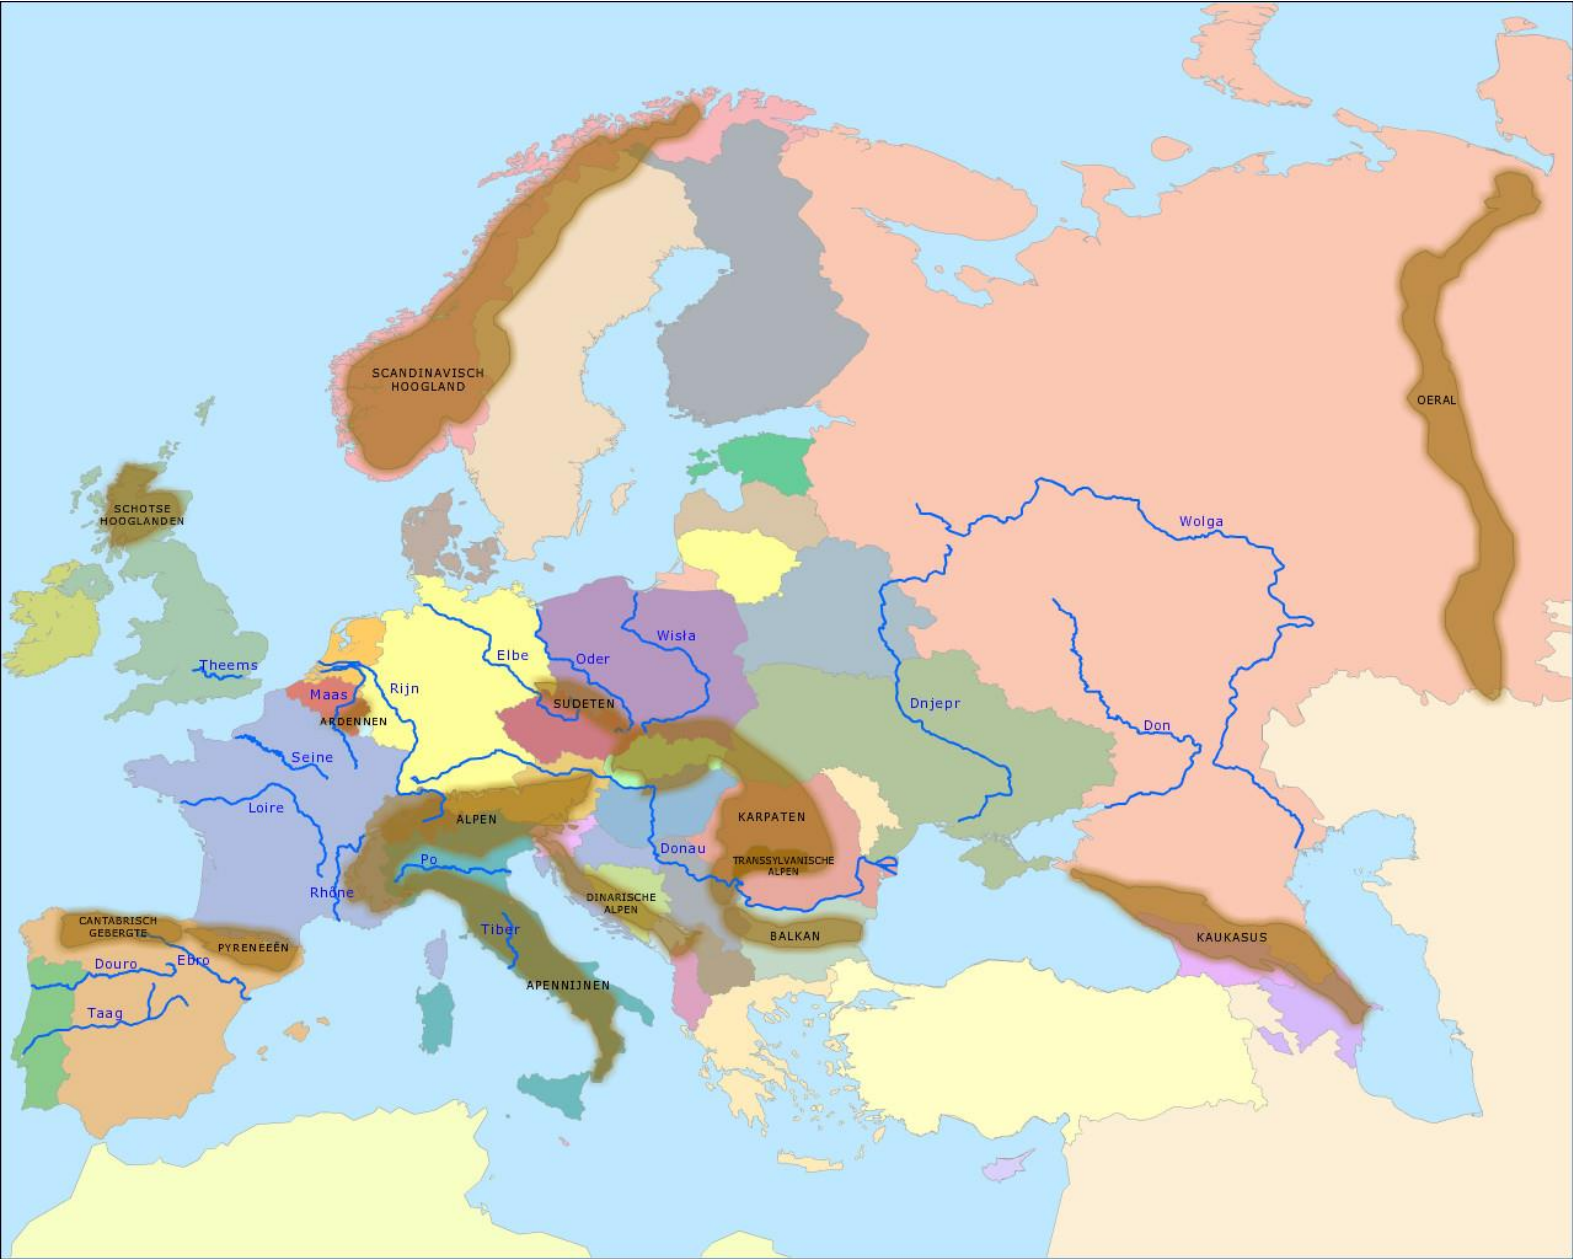 SCANDINAVISCH
HOOGLAND
OERAL
SCHOTSE
HOOGLANDEN
Wolga
Theems
Elbe
Oder
Wisła
Maas
Rijn
ARDENNEN
SUDETEN
Dnjepr
Don
Seine
Loire
ALPEN
KARPATEN
Po
Donau
TRANSSYLVANISCHE
ALPEN
Rhône
DINARISCHE
ALPEN
CANTABRISCH
GEBERGTE
PYRENEEËN
Tiber
BALKAN
KAUKASUS
Douro
Ebro
APENNIJNEN
Taag